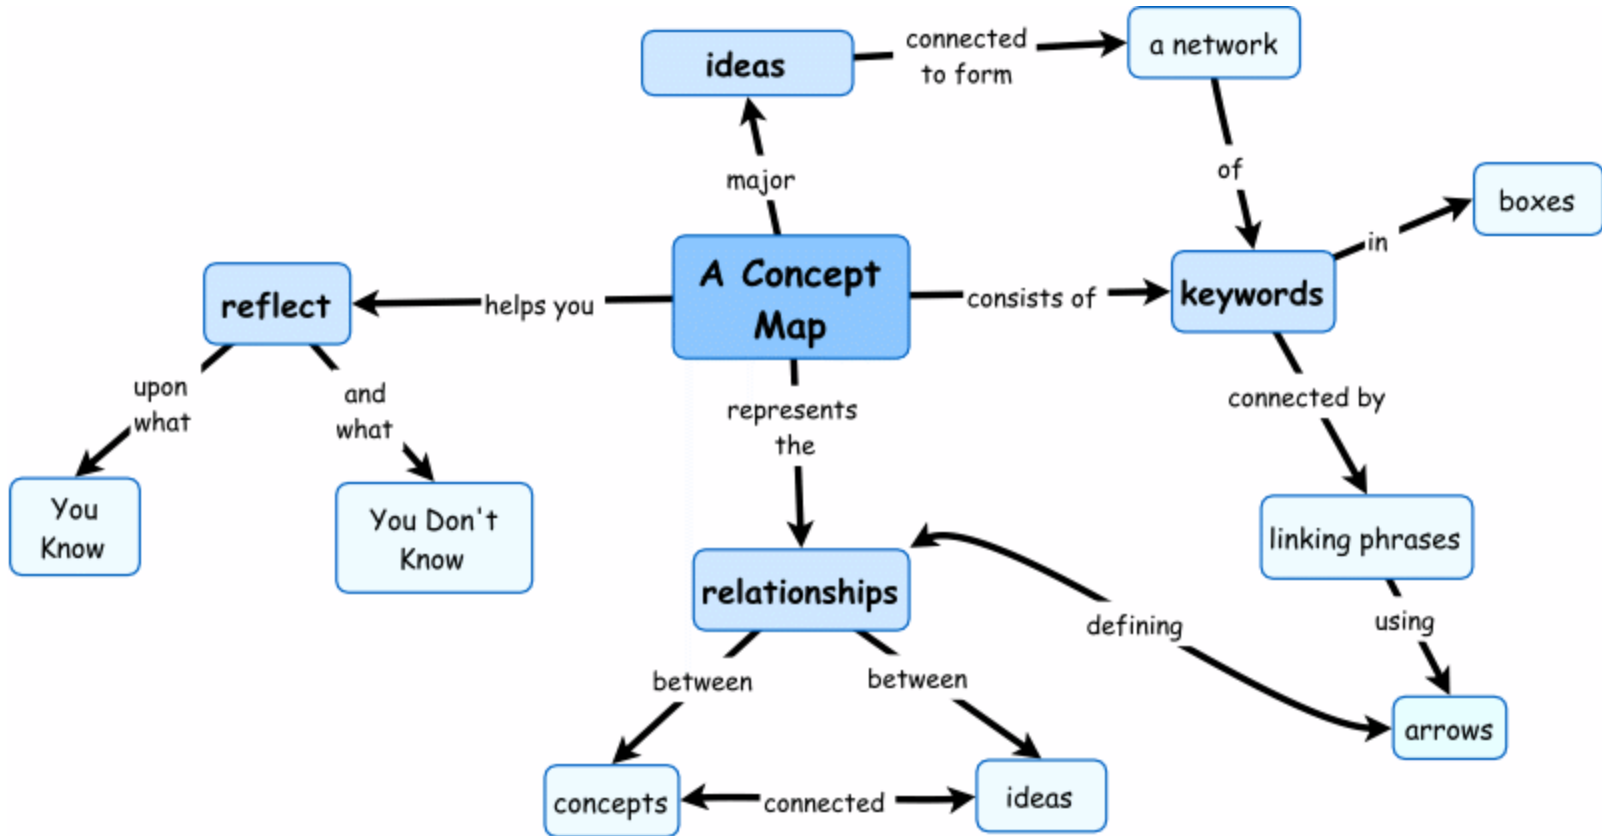 ideas
connected
to form
a network
major
of
boxes
in
A Concept
Map
helps you
reflect
consists of
keywords
upon
what
and
what
represents
the
connected by
You
Know
You Don't
Know
linking phrases
relationships
defining
using
between
between
arrows
concepts
connected
ideas